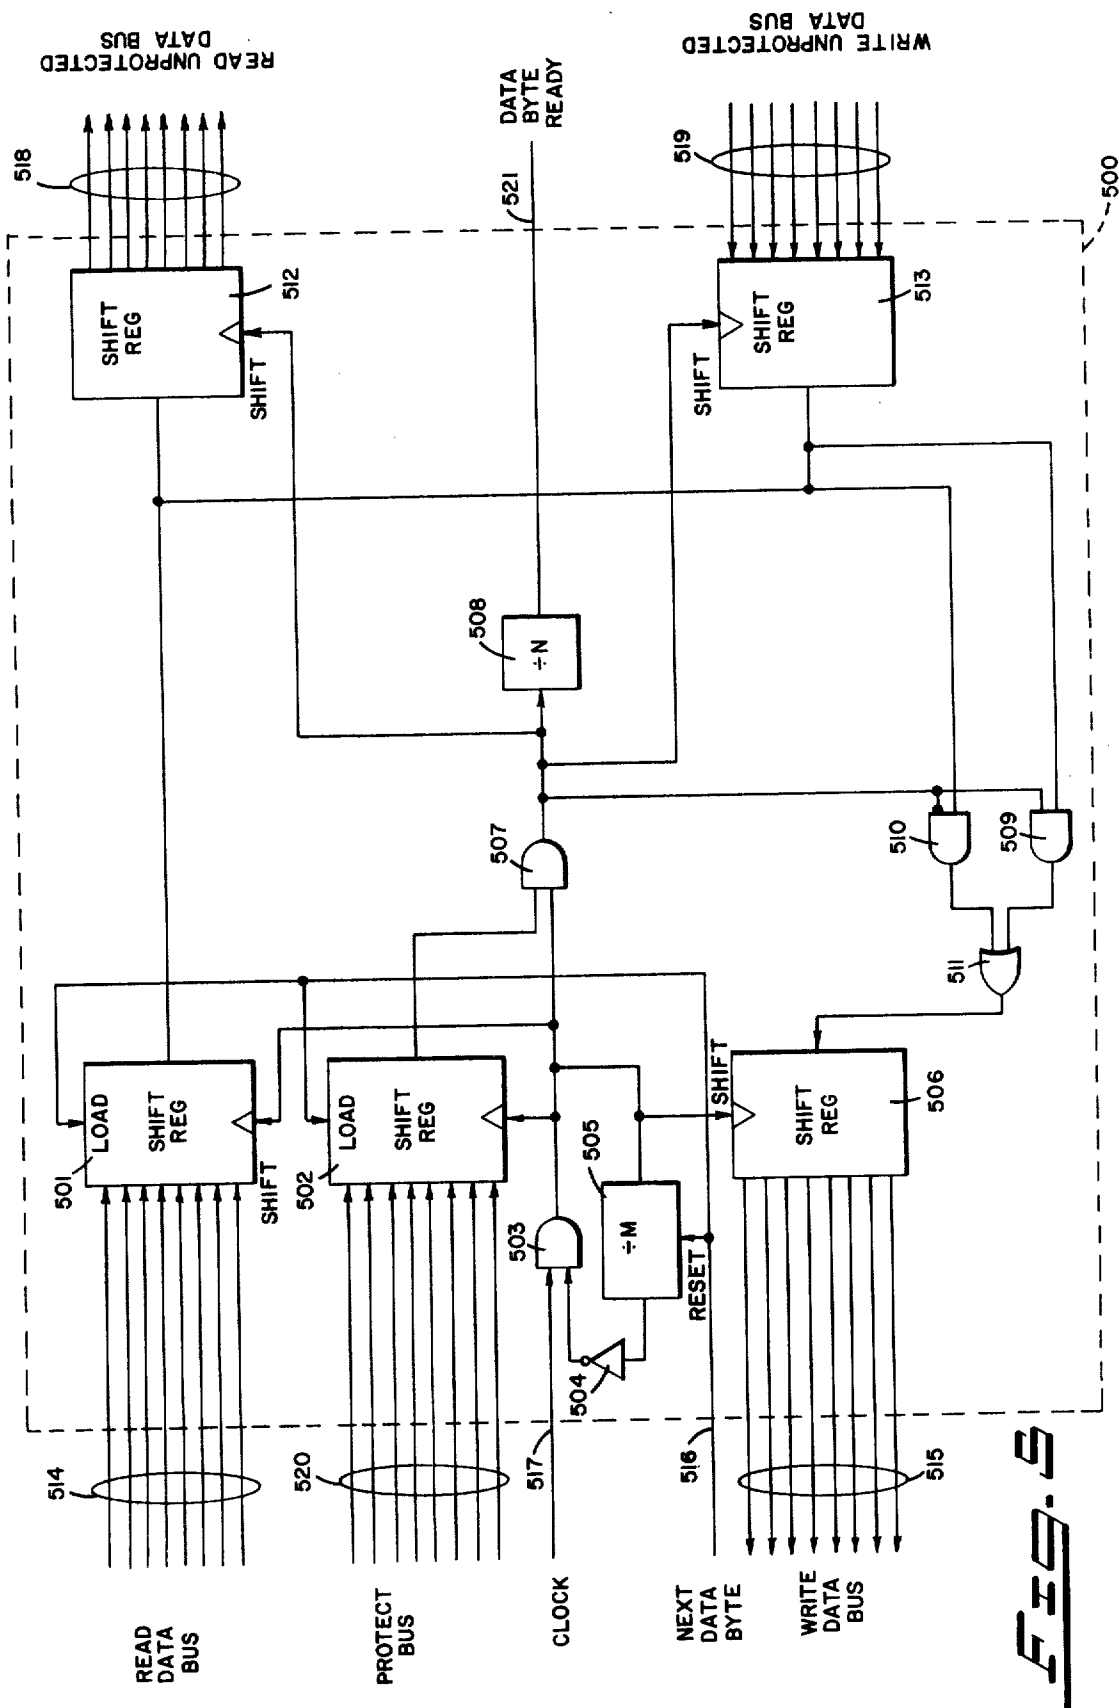 READ UNPROTECTED
DATA BUS
518
512
SHIFT
REG
SHIFT
DATA
BYTE
READY
521
WRITE UNPROTECTED
DATA BUS
519
513
SHIFT
REG
SHIFT
500
508
÷N
507
510
509
511
501
LOAD
SHIFT
REG
SHIFT
502
LOAD
SHIFT
REG
503
504
505
÷M
RESET
SHIFT
SHIFT
REG
506
514
READ
DATA
BUS
520
PROTECT
BUS
517
CLOCK
516
NEXT
DATA
BYTE
515
WRITE
DATA
BUS
FIG. 5